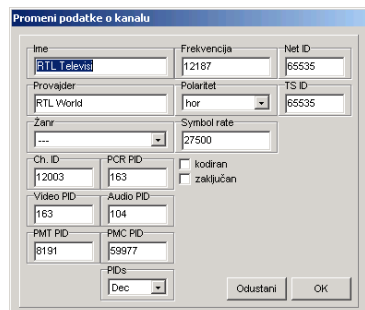 Promeni podatke o kanalu
Ime Frekvencija Net ID
RTL Televisi 12187 65535
Provajder Polaritet TS ID
RTL World hor 65535
Žanr Symbol rate
--- 27500
Ch. ID PCR PID kodiran
12003 163 zaključan
Video PID Audio PID
163 104
PMT PID PMC PID
8191 59977
PIDs
Dec Odustani OK